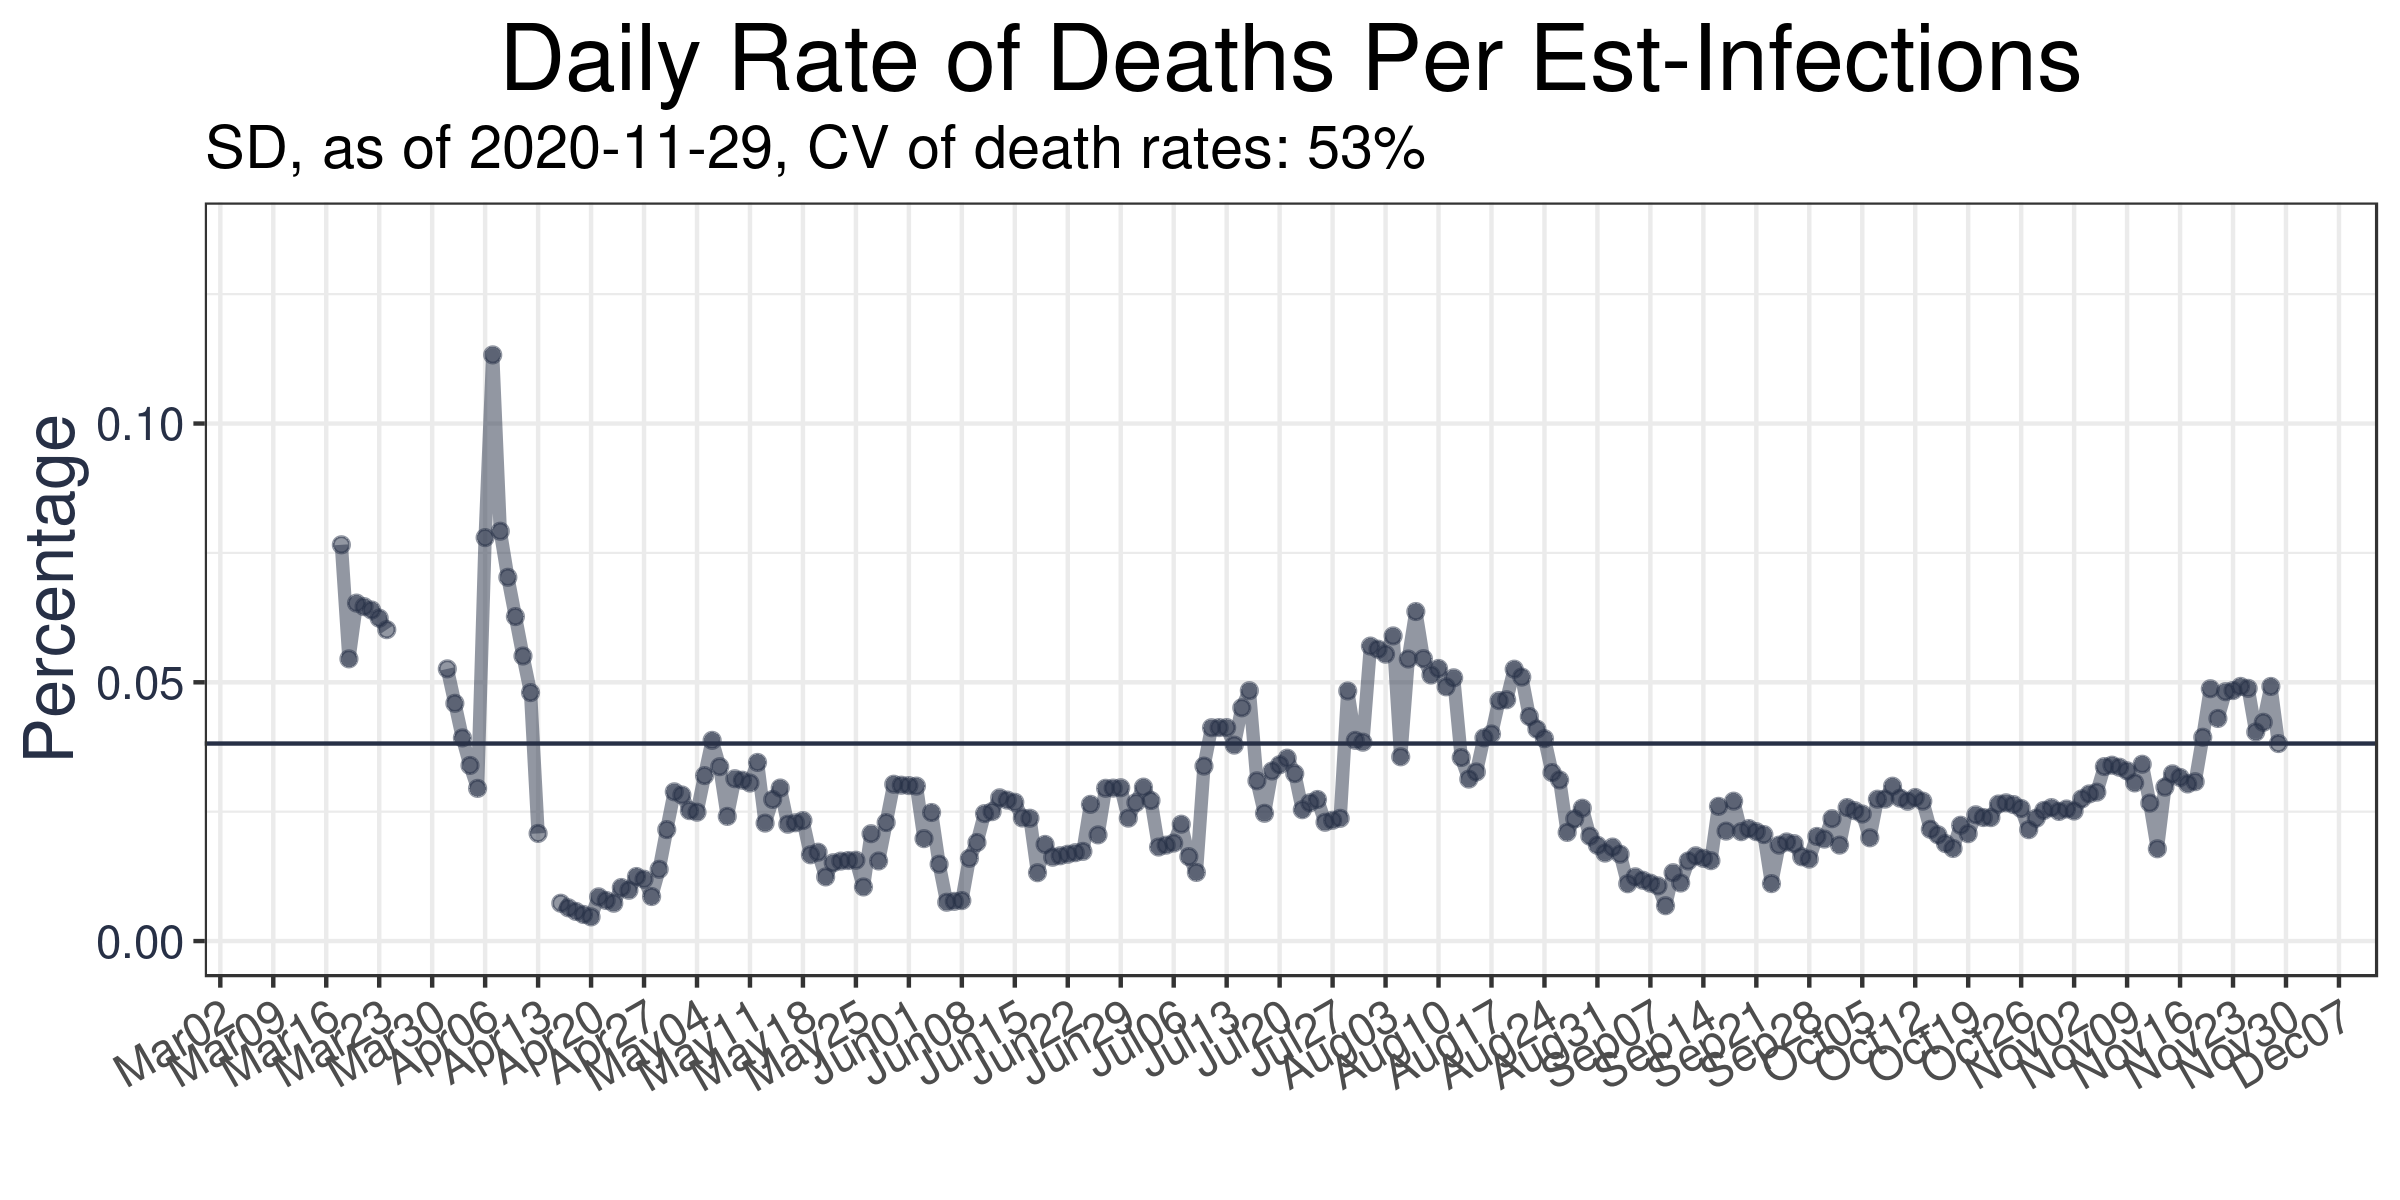 Daily Rate of Deaths Per Est-Infections
SD, as of 2020-11-29, CV of death rates: 53%
Percentage
0.10
0.05
0.00
Mar02
Mar09
Mar16
Mar23
Mar30
Apr06
Apr13
Apr20
Apr27
May04
May11
May18
May25
Jun01
Jun08
Jun15
Jun22
Jun29
Jul06
Jul13
Jul20
Jul27
Aug03
Aug10
Aug17
Aug24
Aug31
Sep07
Sep14
Sep21
Sep28
Oct05
Oct12
Oct19
Oct26
Nov02
Nov09
Nov16
Nov23
Nov30
Dec07